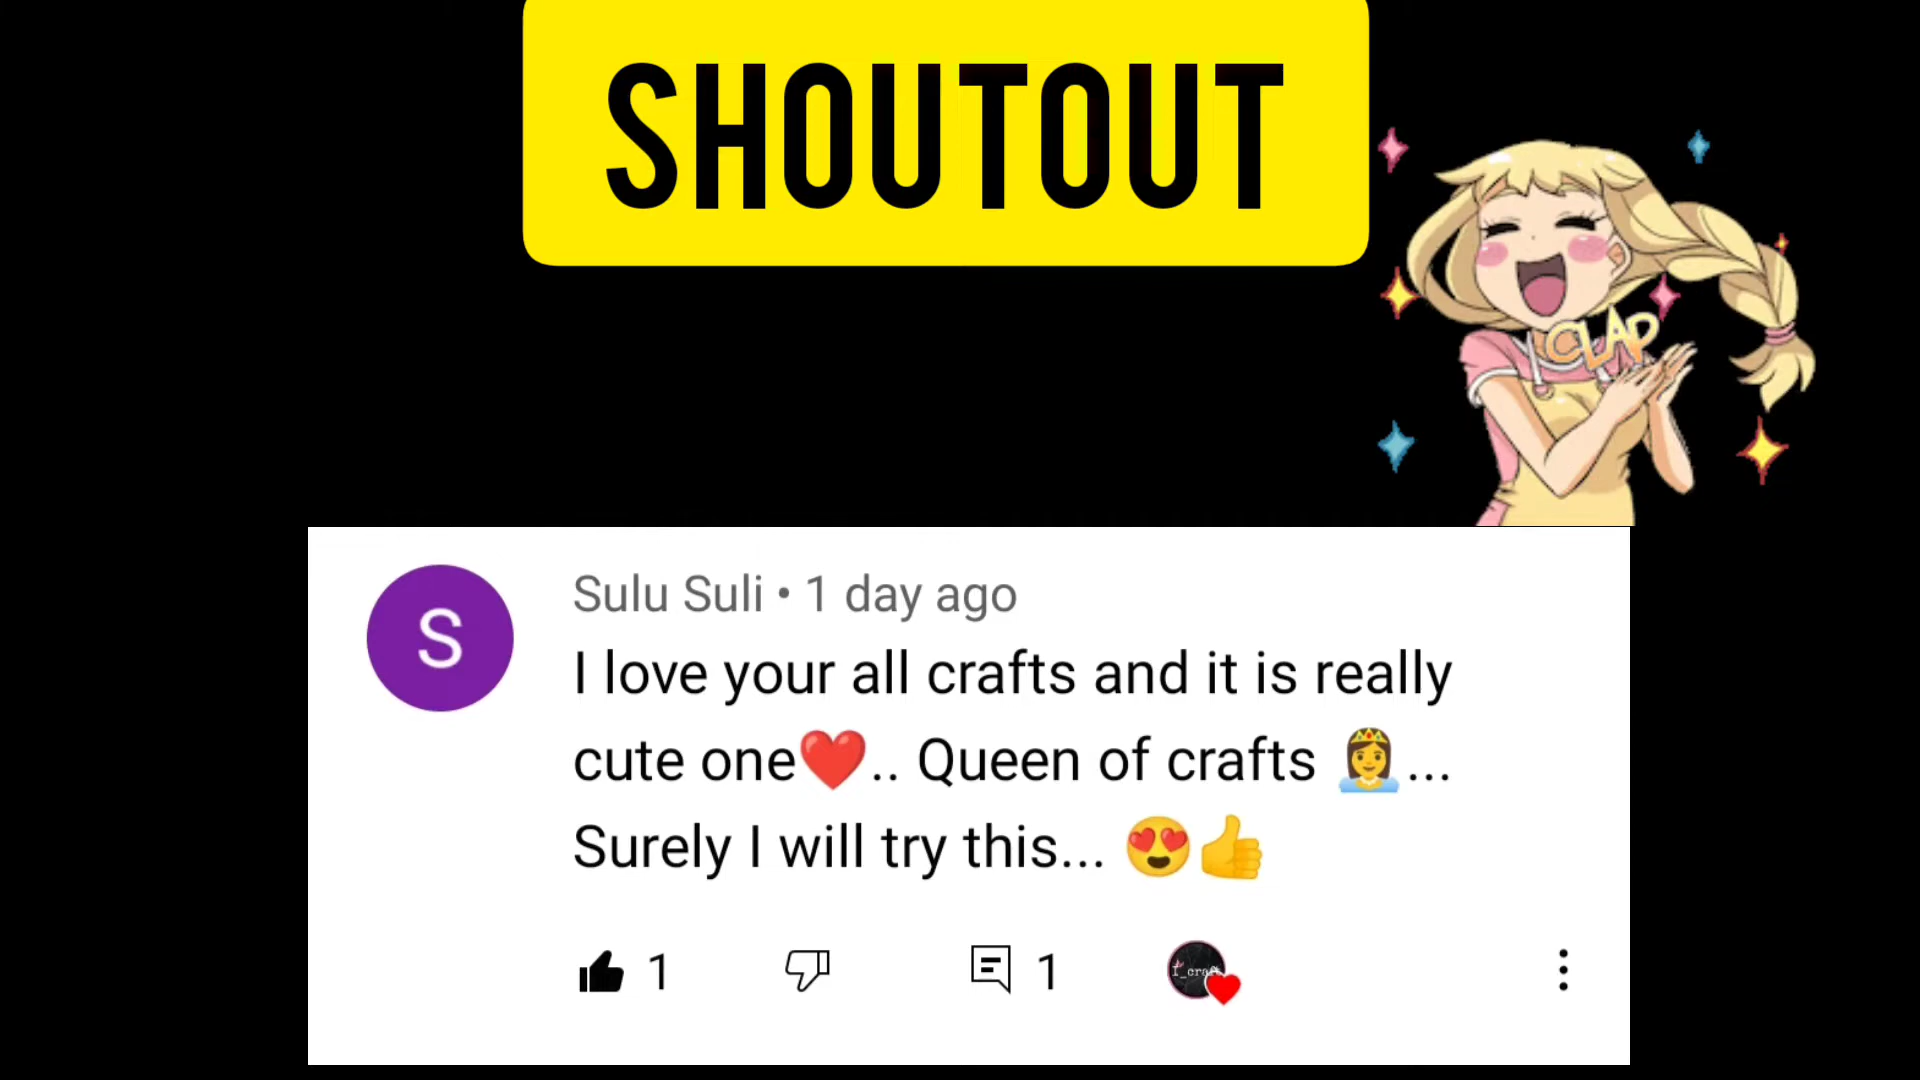 SHOUTOUT
CLAP
S
Sulu Suli • 1 day ago
I love your all crafts and it is really
cute one❤️.. Queen of crafts 👸...
Surely I will try this... 😍👍
1
1